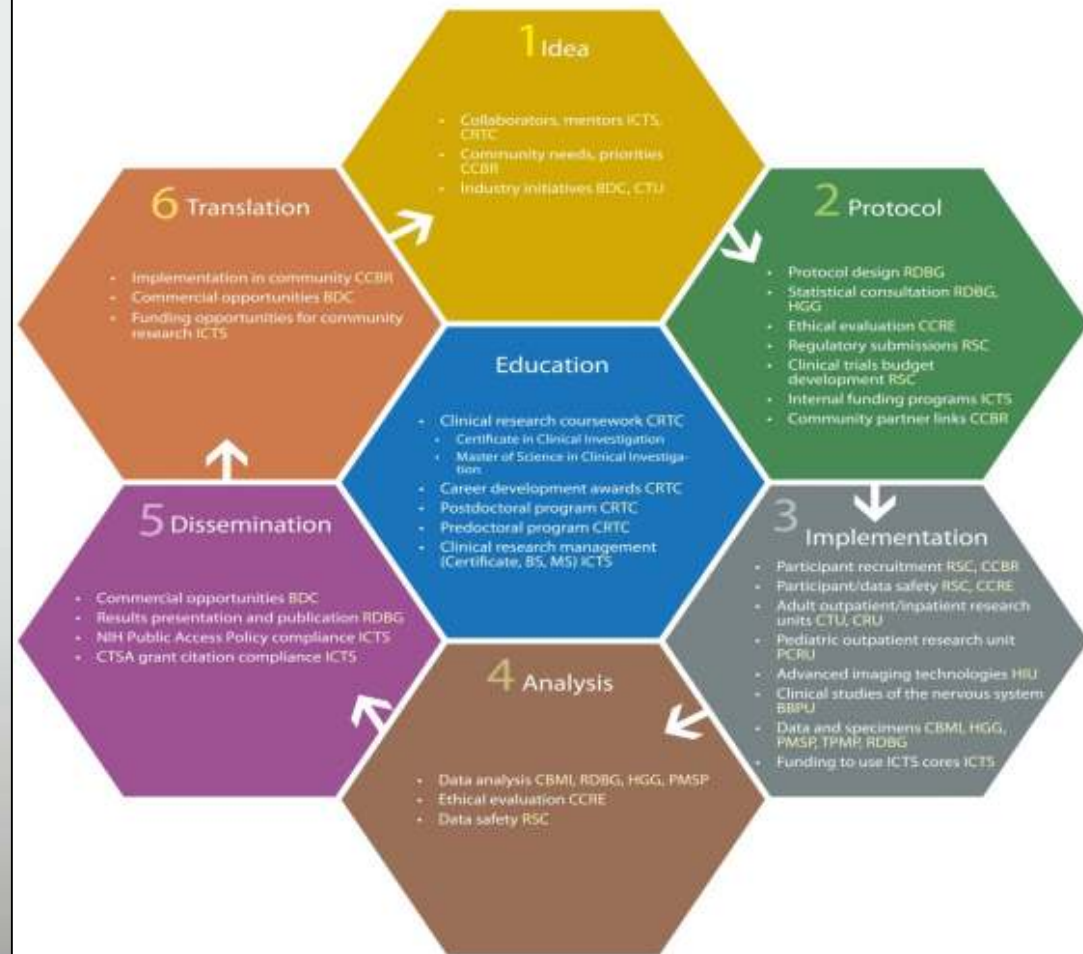 1 Idea
• Collaborators, mentors ICTS,
CRTC
• Community needs, priorities
CCBR
• Industry initiatives BDC, CTU
2 Protocol
• Protocol design RDBG
• Statistical consultation RDBG,
HGG
• Ethical evaluation CCRE
• Regulatory submissions RSC
• Clinical trials budget
development RSC
• Internal funding programs ICTS
• Community partner links CCBR
3
Implementation
• Participant recruitment RSC, CCBR
• Participant/data safety RSC, CCRE
• Adult outpatient/inpatient research
units CTU, CRU
• Pediatric outpatient research unit
PCRU
• Advanced imaging technologies HIU
• Clinical studies of the nervous system
BBPU
• Data and specimens CBMI, HGG,
PMSP, TPMP, RDBG
• Funding to use ICTS cores ICTS
4 Analysis
• Data analysis CBMI, RDBG, HGG, PMSP
• Ethical evaluation CCRE
• Data safety RSC
5 Dissemination
• Commercial opportunities BDC
• Results presentation and publication RDBG
• NIH Public Access Policy compliance ICTS
• CTSA grant citation compliance ICTS
6 Translation
• Implementation in community CCBR
• Commercial opportunities BDC
• Funding opportunities for community
research ICTS
Education
• Clinical research coursework CRTC
• Certificate in Clinical Investigation
• Master of Science in Clinical Investiga-
tion
• Career development awards CRTC
• Postdoctoral program CRTC
• Predoctoral program CRTC
• Clinical research management
(Certificate, BS, MS) ICTS